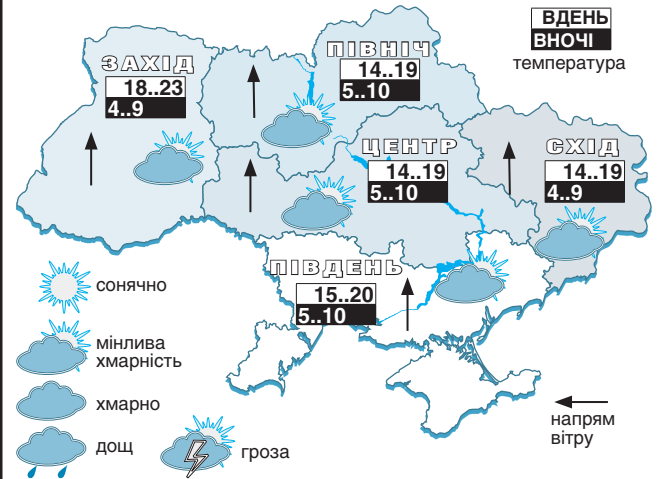 ВДЕНЬ
ВНОЧІ
температура
ЗАХІД
18..23
4..9
ПІВНІЧ
14..19
5..10
ЦЕНТР
14..19
5..10
СХІД
14..19
4..9
ПІВДЕНЬ
15..20
5..10
сонячно
мінлива
хмарність
хмарно
дощ
гроза
напрям
вітру